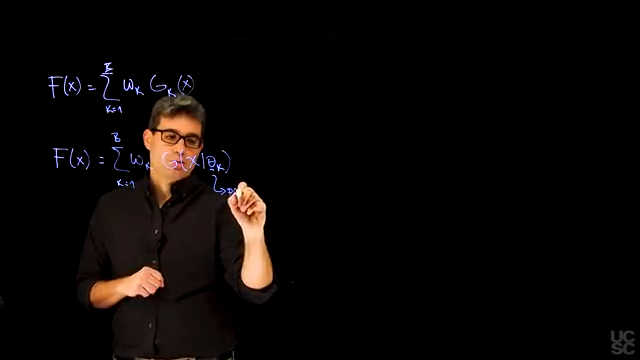 F(x) = ∑_{k=1}^{K} ω_k G_k(x)
F(x) = ∑_{k=1}^{K} ω_k G(x|θ_k)
UC
SC